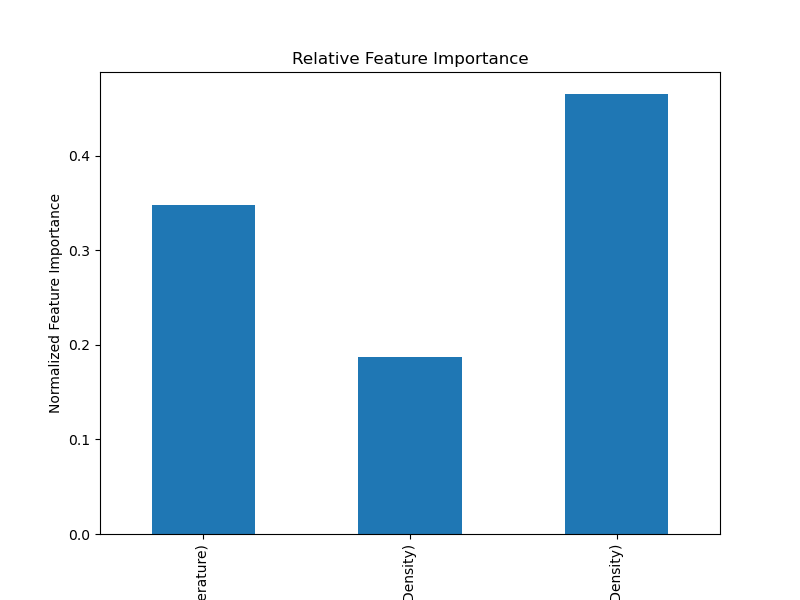 Relative Feature Importance
Normalized Feature Importance
0.4
0.3
0.2
0.1
0.0
erature)
Density)
Density)